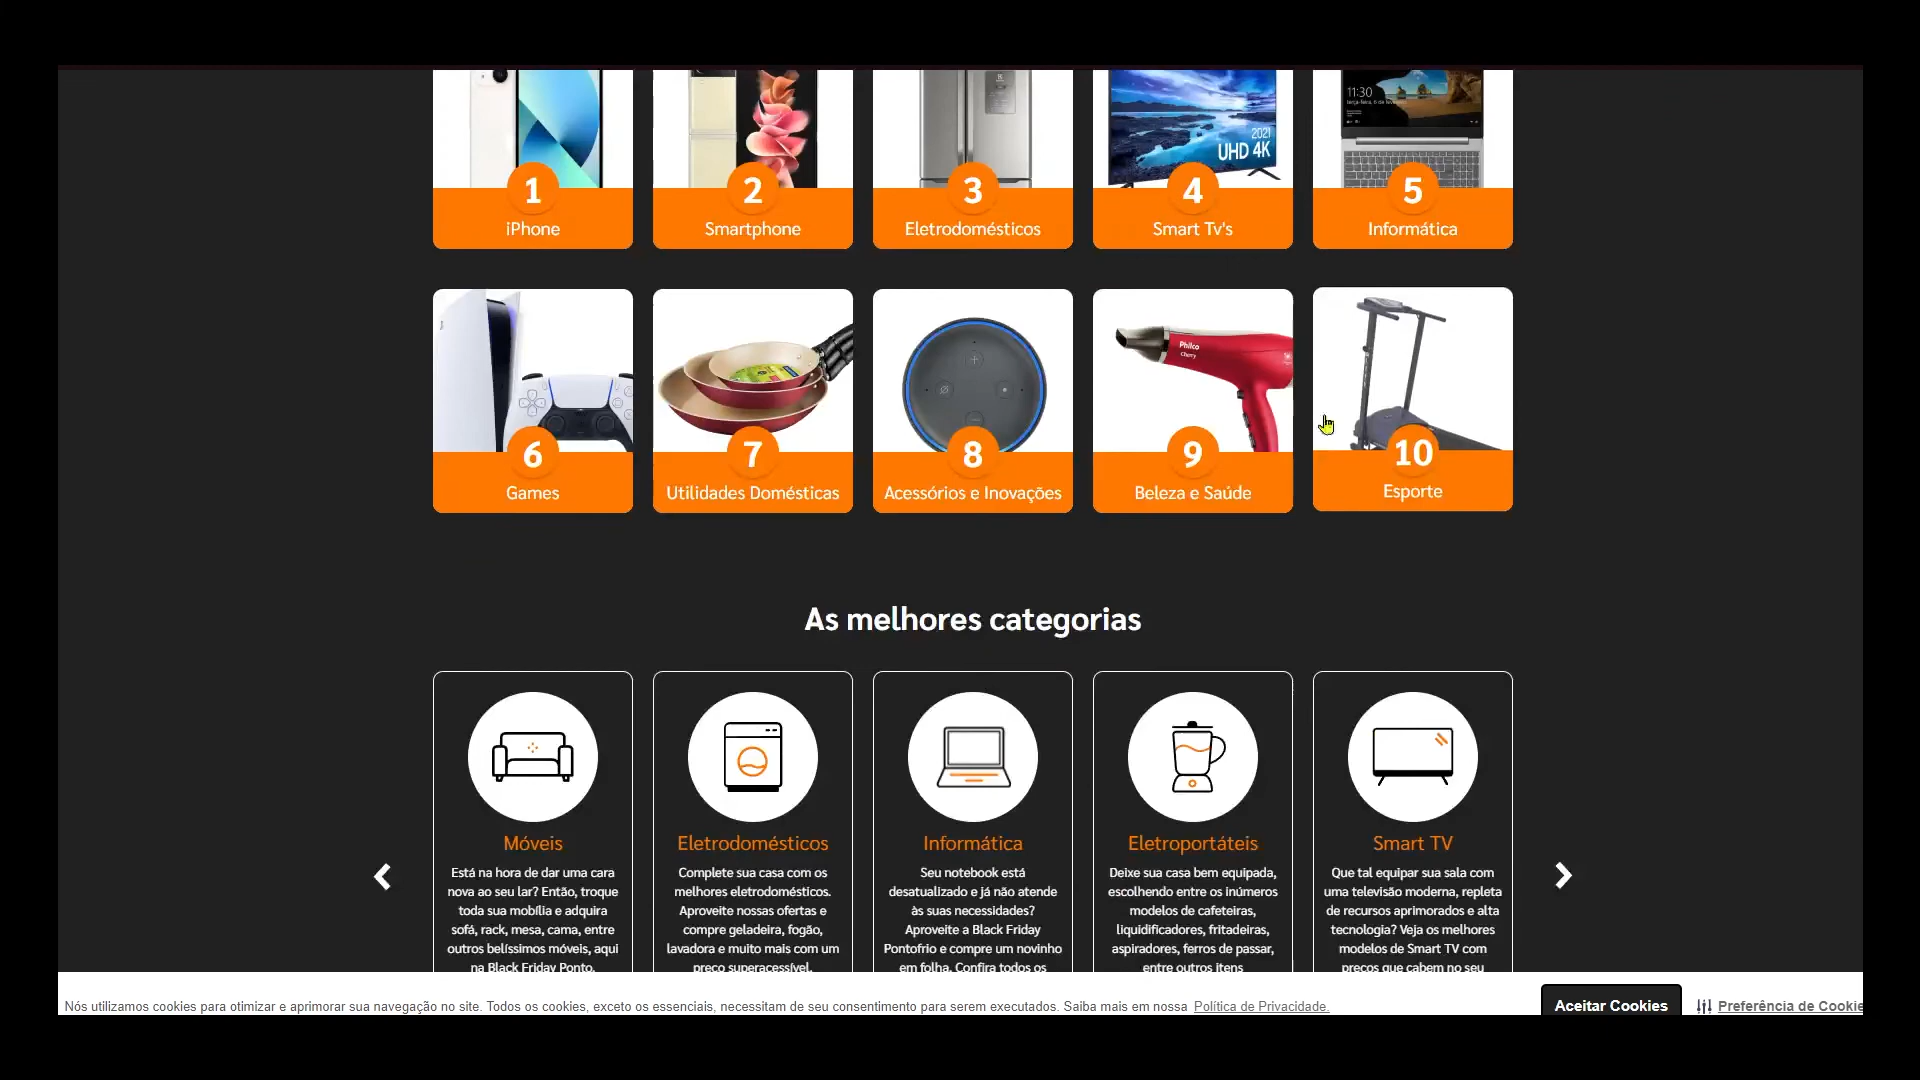 11:30
2021
UHD 4K
1
2
3
4
5
iPhone
Smartphone
Eletrodomésticos
Smart Tv's
Informática
Philco
Cherry
6
7
8
9
10
Games
Utilidades Domésticas
Acessórios e Inovações
Beleza e Saúde
Esporte
As melhores categorias
Móveis
Está na hora de dar uma cara
nova ao seu lar? Então, troque
toda sua mobília e adquira
sofá, rack, mesa, cama, entre
outros belíssimos móveis, aqui
na Black Friday Ponto.
Eletrodomésticos
Complete sua casa com os
melhores eletrodomésticos.
Aproveite nossas ofertas e
compre geladeira, fogão,
lavadora e muito mais com um
preço superacessível.
Informática
Seu notebook está
desatualizado e já não atende
às suas necessidades?
Aproveite a Black Friday
Pontofrio e compre um novinho
em folha. Confira todos os
Eletroportáteis
Deixe sua casa bem equipada,
escolhendo entre os inúmeros
modelos de cafeteiras,
liquidificadores, fritadeiras,
aspiradores, ferros de passar,
entre outros itens
Smart TV
Que tal equipar sua sala com
uma televisão moderna, repleta
de recursos aprimorados e alta
tecnologia? Veja os melhores
modelos de Smart TV com
preços que cabem no seu
Nós utilizamos cookies para otimizar e aprimorar sua navegação no site. Todos os cookies, exceto os essenciais, necessitam de seu consentimento para serem executados. Saiba mais em nossa Política de Privacidade.
Aceitar Cookies
Preferência de Cookie